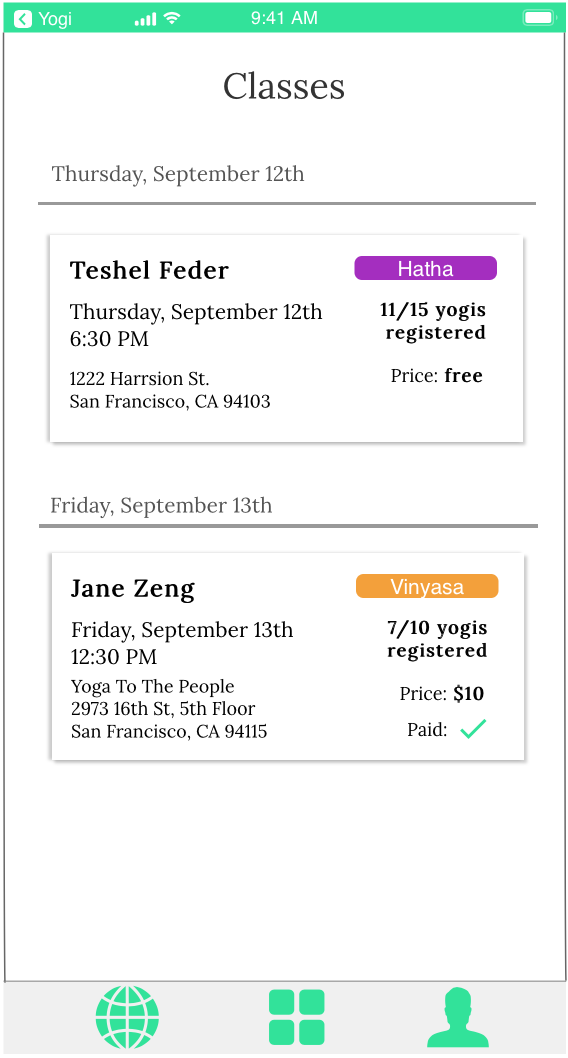 Yogi
9:41 AM
Classes
Thursday, September 12th
Teshel Feder
Hatha
Thursday, September 12th
6:30 PM
11/15 yogis
registered
1222 Harrsion St.
San Francisco, CA 94103
Price: free
Friday, September 13th
Jane Zeng
Vinyasa
Friday, September 13th
12:30 PM
7/10 yogis
registered
Yoga To The People
2973 16th St, 5th Floor
San Francisco, CA 94115
Price: $10
Paid: